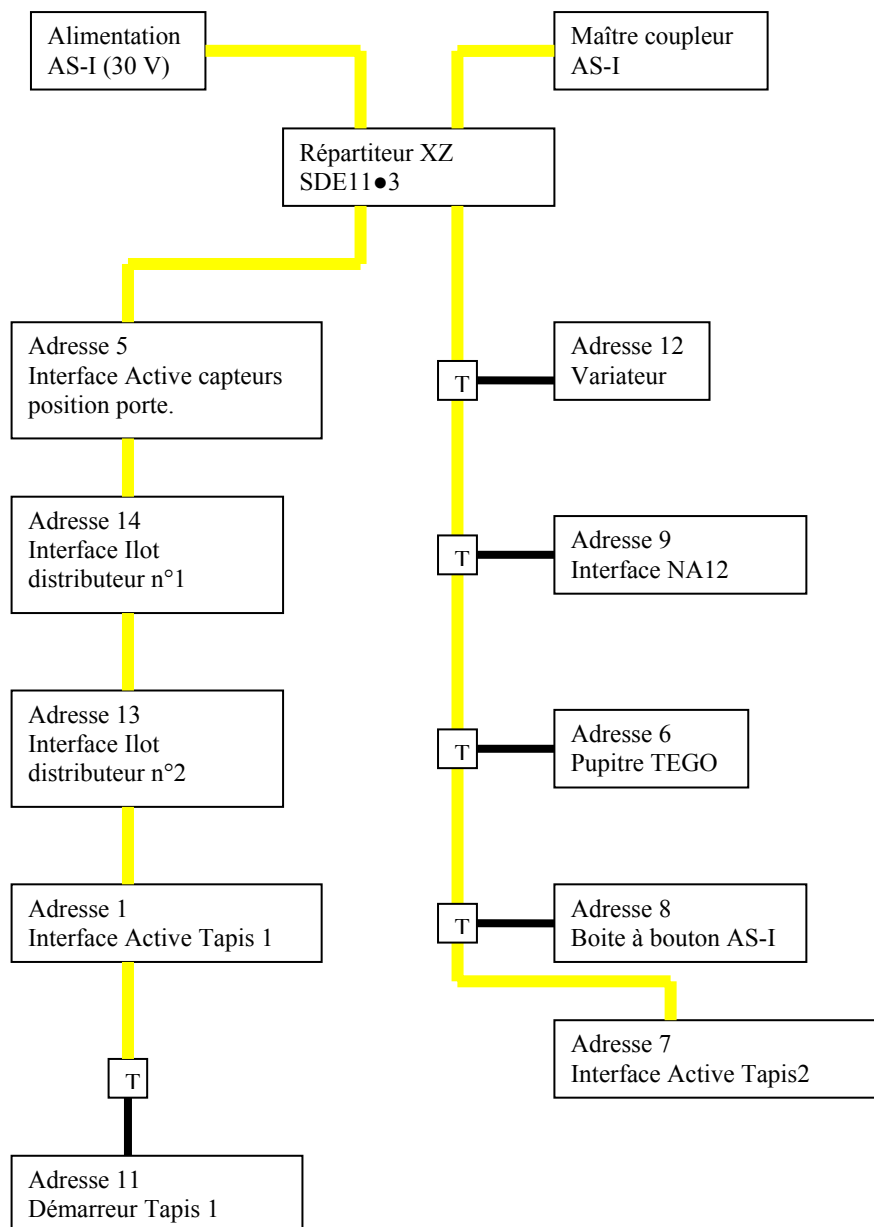 Alimentation
AS-I (30 V)
Maître coupleur
AS-I
Répartiteur XZ
SDE11●3
Adresse 5
Interface Active capteurs
position porte.
Adresse 14
Interface Ilot
distributeur n°1
Adresse 13
Interface Ilot
distributeur n°2
Adresse 1
Interface Active Tapis 1
T
Adresse 11
Démarreur Tapis 1
T
Adresse 12
Variateur
T
Adresse 9
Interface NA12
T
Adresse 6
Pupitre TEGO
T
Adresse 8
Boite à bouton AS-I
Adresse 7
Interface Active Tapis2